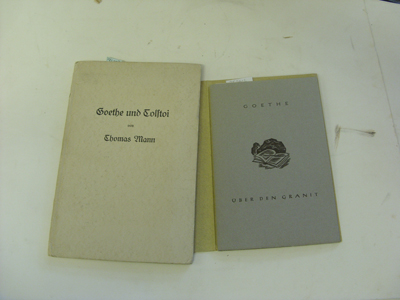 Goethe und Tolstoi
von
Thomas Mann
GOETHE
ÜBER DEN GRANIT